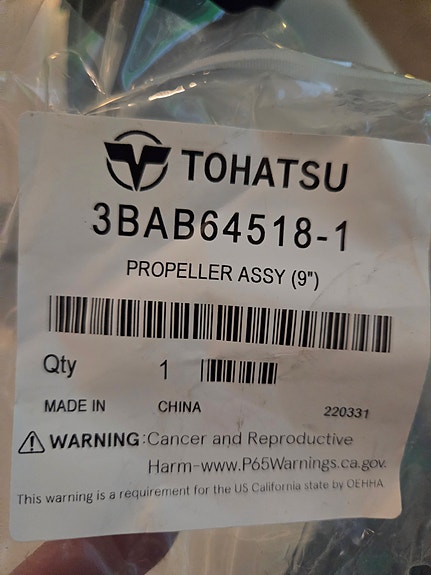 TOHATSU
3BAB64518-1
PROPELLER ASSY (9")
Qty 1
MADE IN CHINA 220331
⚠ WARNING:Cancer and Reproductive
Harm-www.P65Warnings.ca.gov.
This warning is a requirement for the US California state by OEHHA